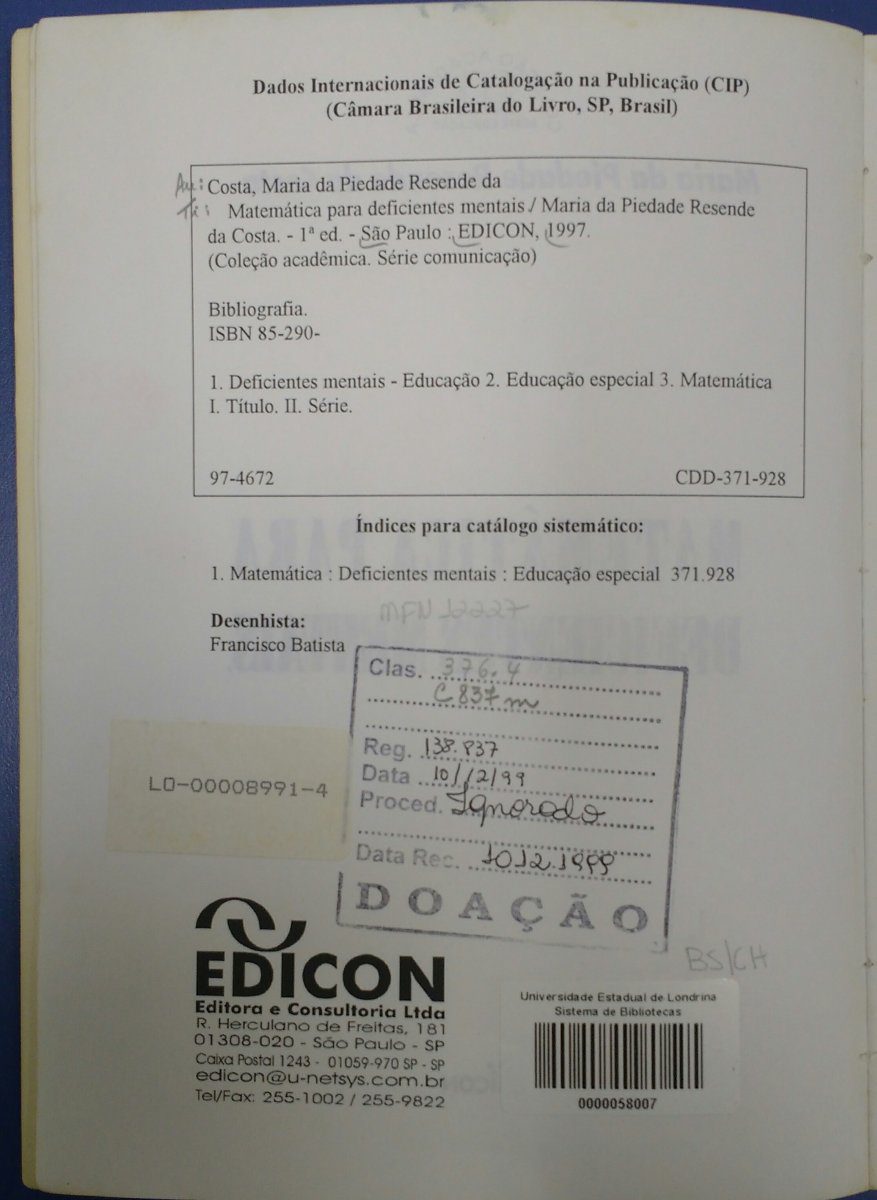 Dados Internacionais de Catalogação na Publicação (CIP)
(Câmara Brasileira do Livro, SP, Brasil)
Au: Costa, Maria da Piedade Resende da
Ti: Matemática para deficientes mentais / Maria da Piedade Resende
da Costa. - 1ª ed. - São Paulo : EDICON, 1997.
(Coleção acadêmica. Série comunicação)
Bibliografia.
ISBN 85-290-
1. Deficientes mentais - Educação 2. Educação especial 3. Matemática
I. Título. II. Série.
97-4672 CDD-371-928
Índices para catálogo sistemático:
1. Matemática : Deficientes mentais : Educação especial 371.928
Desenhista:
Francisco Batista
Clas. 376.4
C837m
Reg. 138.837
Data 10/12/99
Proced. Ignorado
Data Rec. 10.12.1999
DOAÇÃO
LO-00008991-4
BS/CH
EDICON
Editora e Consultoria Ltda
R. Herculano de Freitas, 181
01308-020 - São Paulo - SP
Caixa Postal 1243 - 01059-970 SP - SP
edicon@u-netsys.com.br
Tel/Fax: 255-1002 / 255-9822
Universidade Estadual de Londrina
Sistema de Bibliotecas
0000058007